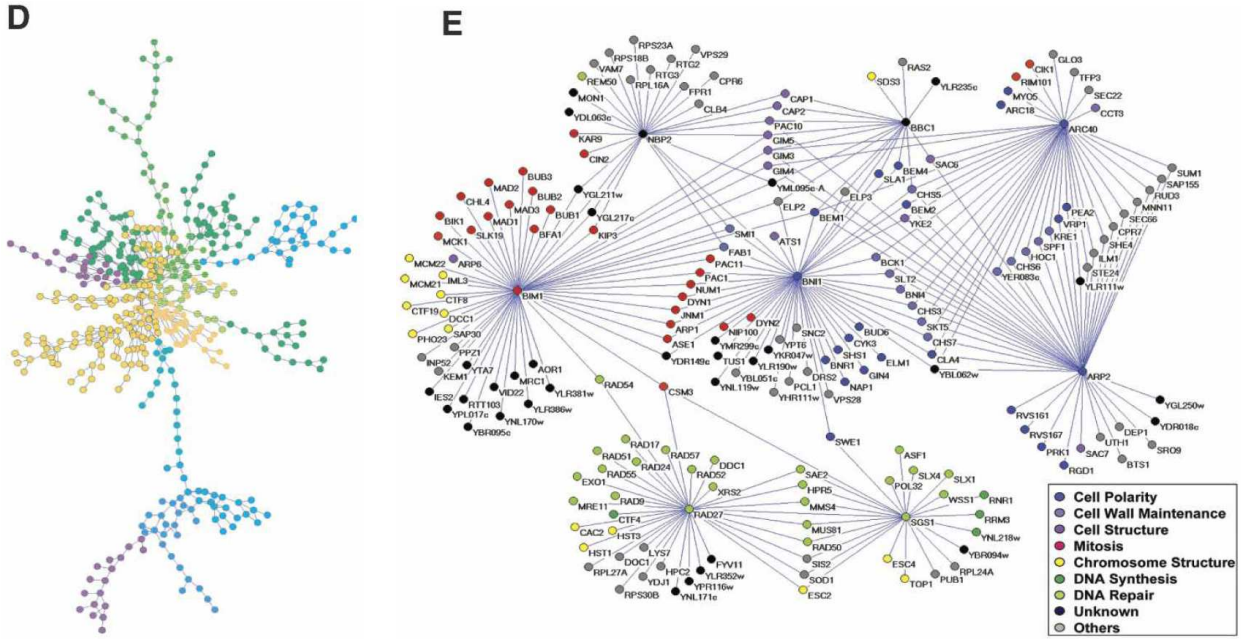 D
E
RPS23A
RPS18B
VPS29
VAM7
RTG2
RTG3
REM50
RPL16A
CPR6
FPR1
MON1
CLB4
YDL063c
NBP2
KAR9
CIN2
YGL211w
YGL217c
KIP3
CAP1
CAP2
PAC10
GIM5
GIM3
GIM4
YML095c-A
ELP2
ELP3
BEM1
SMI1
FAB1
ATS1
RAS2
SDS3
YLR235c
BBC1
SAC6
BEM4
SLA1
CHS5
BEM2
YKE2
GLO3
CIK1
TFP3
RIM101
MYO5
SEC22
ARC18
CCT3
ARC40
SUM1
SAP155
RUD3
MNN11
SEC66
CPR7
SHE4
ILM1
STE24
YLR111w
PEA2
VRP1
KRE1
SPF1
HOC1
CHS6
YER083c
BUB3
MAD2
BUB2
CHL4
MAD3
BUB1
BIK1
MAD1
BFA1
SLK19
MCK1
ARP6
MCM22
IML3
MCM21
CTF8
CTF19
DCC1
PHO23
SAP30
INP52
PPZ1
KEM1
YTA7
AOR1
MRC1
VID22
YLR381w
IES2
RTT103
YPL017c
YLR386w
YNL170w
YBR095c
BIM1
PAC11
PAC1
NUM1
DYN1
JNM1
ARP1
ASE1
YDR149c
BNI1
BCK1
SLT2
BNI4
CHS3
SKT5
CHS7
CLA4
YBL062w
DYN2
SNC2
NIP100
YPT6
BUD6
YMR299c
YKR047w
CYK3
TUS1
YLR190w
SHS1
ELM1
BNR1
YBL051c
DRS2
GIN4
YNL119w
PCL1
NAP1
YHR111w
VPS28
ARP2
YGL250w
RVS161
YDR018c
RVS167
DEP1
UTH1
SRO9
PRK1
SAC7
BTS1
RGD1
RAD54
CSM3
SWE1
RAD17
RAD51
RAD57
DDC1
RAD24
RAD55
RAD52
EXO1
XRS2
RAD9
MRE11
CTF4
RAD27
CAC2
HST3
HST1
LYS7
FYV11
DOC1
RPL27A
HPC2
YLR352w
YDJ1
YPR116w
RPS30B
YNL171c
SAE2
HPR5
MMS4
MUS81
RAD50
SIS2
SOD1
ESC2
ASF1
SLX4
SLX1
POL32
WSS1
RNR1
SGS1
RRM3
YNL218w
YBR094w
ESC4
RPL24A
PUB1
TOP1
Cell Polarity
Cell Wall Maintenance
Cell Structure
Mitosis
Chromosome Structure
DNA Synthesis
DNA Repair
Unknown
Others